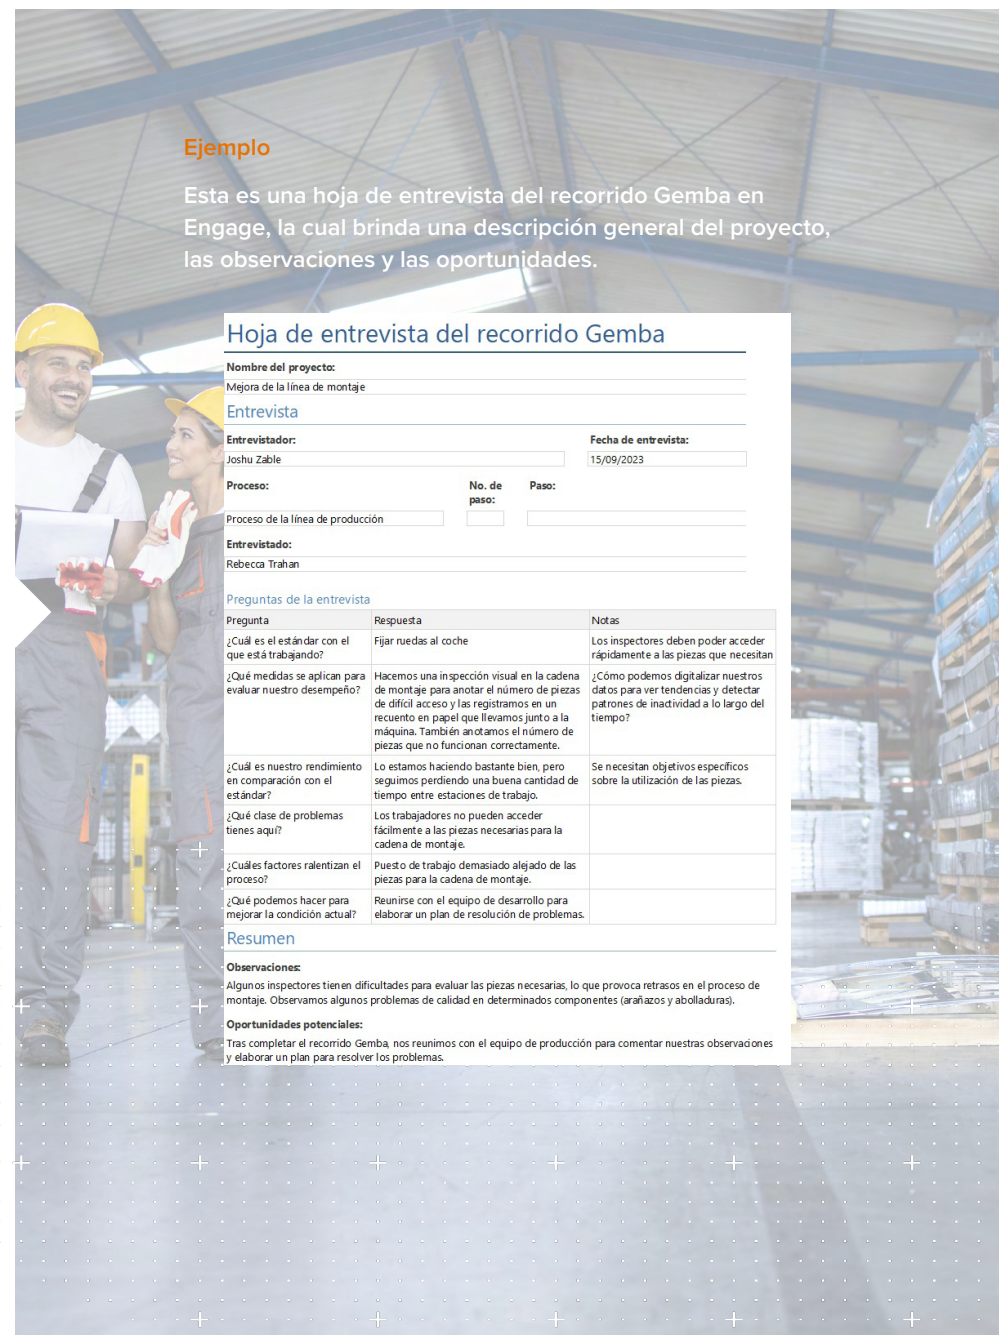 Ejemplo
Esta es una hoja de entrevista del recorrido Gemba en
Engage, la cual brinda una descripción general del proyecto,
las observaciones y las oportunidades.
Hoja de entrevista del recorrido Gemba
Nombre del proyecto:
Mejora de la línea de montaje
Entrevista
Entrevistador:
Fecha de entrevista:
Joshu Zable
15/09/2023
Proceso:
No. de
paso:
Paso:
Proceso de la línea de producción
Entrevistado:
Rebecca Trahan
Preguntas de la entrevista
Pregunta
Respuesta
Notas
¿Cuál es el estándar con el
que está trabajando?
Fijar ruedas al coche
Los inspectores deben poder acceder
rápidamente a las piezas que necesitan
¿Qué medidas se aplican para
evaluar nuestro desempeño?
Hacemos una inspección visual en la cadena
de montaje para anotar el número de piezas
de difícil acceso y las registramos en un
recuento en papel que llevamos junto a la
máquina. También anotamos el número de
piezas que no funcionan correctamente.
¿Cómo podemos digitalizar nuestros
datos para ver tendencias y detectar
patrones de inactividad a lo largo del
tiempo?
¿Cuál es nuestro rendimiento
en comparación con el
estándar?
Lo estamos haciendo bastante bien, pero
seguimos perdiendo una buena cantidad de
tiempo entre estaciones de trabajo.
Se necesitan objetivos específicos
sobre la utilización de las piezas.
¿Qué clase de problemas
tienes aquí?
Los trabajadores no pueden acceder
fácilmente a las piezas necesarias para la
cadena de montaje.
¿Cuáles factores ralentizan el
proceso?
Puesto de trabajo demasiado alejado de las
piezas para la cadena de montaje.
¿Qué podemos hacer para
mejorar la condición actual?
Reunirse con el equipo de desarrollo para
elaborar un plan de resolución de problemas.
Resumen
Observaciones:
Algunos inspectores tienen dificultades para evaluar las piezas necesarias, lo que provoca retrasos en el proceso de
montaje. Observamos algunos problemas de calidad en determinados componentes (arañazos y abolladuras).
Oportunidades potenciales:
Tras completar el recorrido Gemba, nos reunimos con el equipo de producción para comentar nuestras observaciones
y elaborar un plan para resolver los problemas.